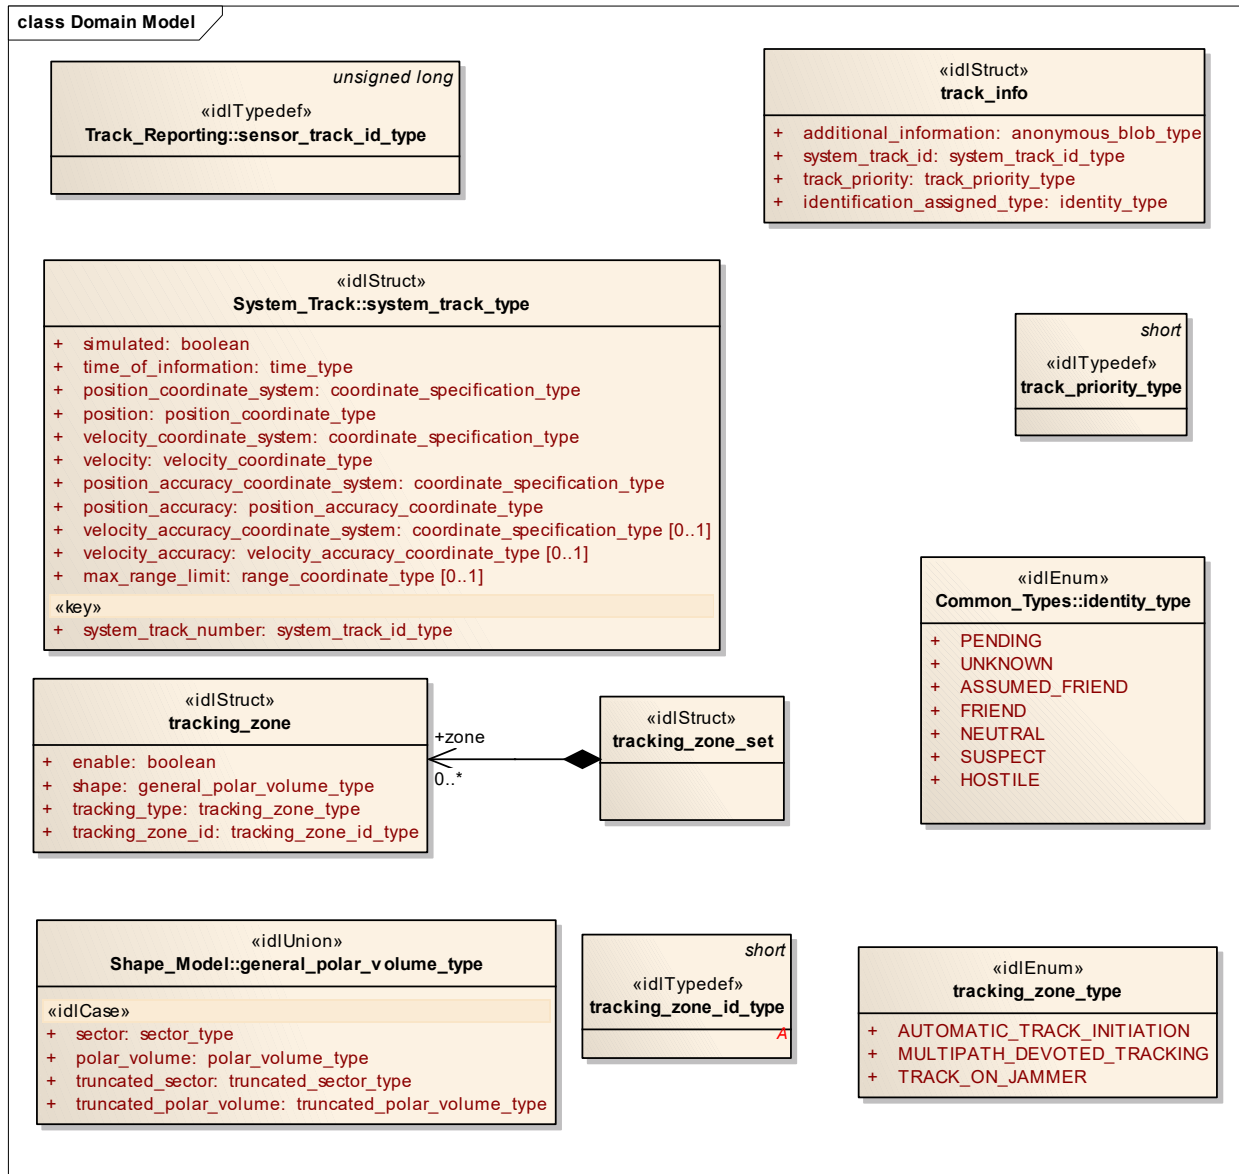 class Domain Model
unsigned long
«idlTypedef»
Track_Reporting::sensor_track_id_type
«idlStruct»
track_info
+ additional_information: anonymous_blob_type
+ system_track_id: system_track_id_type
+ track_priority: track_priority_type
+ identification_assigned_type: identity_type
«idlStruct»
System_Track::system_track_type
+ simulated: boolean
+ time_of_information: time_type
+ position_coordinate_system: coordinate_specification_type
+ position: position_coordinate_type
+ velocity_coordinate_system: coordinate_specification_type
+ velocity: velocity_coordinate_type
+ position_accuracy_coordinate_system: coordinate_specification_type
+ position_accuracy: position_accuracy_coordinate_type
+ velocity_accuracy_coordinate_system: coordinate_specification_type [0..1]
+ velocity_accuracy: velocity_accuracy_coordinate_type [0..1]
+ max_range_limit: range_coordinate_type [0..1]
«key»
+ system_track_number: system_track_id_type
short
«idlTypedef»
track_priority_type
«idlEnum»
Common_Types::identity_type
+ PENDING
+ UNKNOWN
+ ASSUMED_FRIEND
+ FRIEND
+ NEUTRAL
+ SUSPECT
+ HOSTILE
«idlStruct»
tracking_zone
+ enable: boolean
+ shape: general_polar_volume_type
+ tracking_type: tracking_zone_type
+ tracking_zone_id: tracking_zone_id_type
+zone
0..*
«idlStruct»
tracking_zone_set
«idlUnion»
Shape_Model::general_polar_volume_type
«idlCase»
+ sector: sector_type
+ polar_volume: polar_volume_type
+ truncated_sector: truncated_sector_type
+ truncated_polar_volume: truncated_polar_volume_type
short
«idlTypedef»
tracking_zone_id_type
A
«idlEnum»
tracking_zone_type
+ AUTOMATIC_TRACK_INITIATION
+ MULTIPATH_DEVOTED_TRACKING
+ TRACK_ON_JAMMER